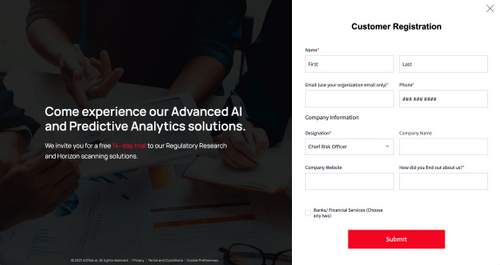 Customer Registration
Come experience our Advanced AI
and Predictive Analytics solutions.
We invite you for a free 14-day trial to our Regulatory Research
and Horizon scanning solutions.
Name*
First
Last
Email (use your organization email only)*
Phone*
### ### ####
Company Information
Designation*
Chief Risk Officer
Company Name
Company Website
How did you find out about us?*
Banks/ Financial Services (Choose
any two)
Submit
All rights reserved. - Privacy - Terms and Conditions - Cookie Preferences